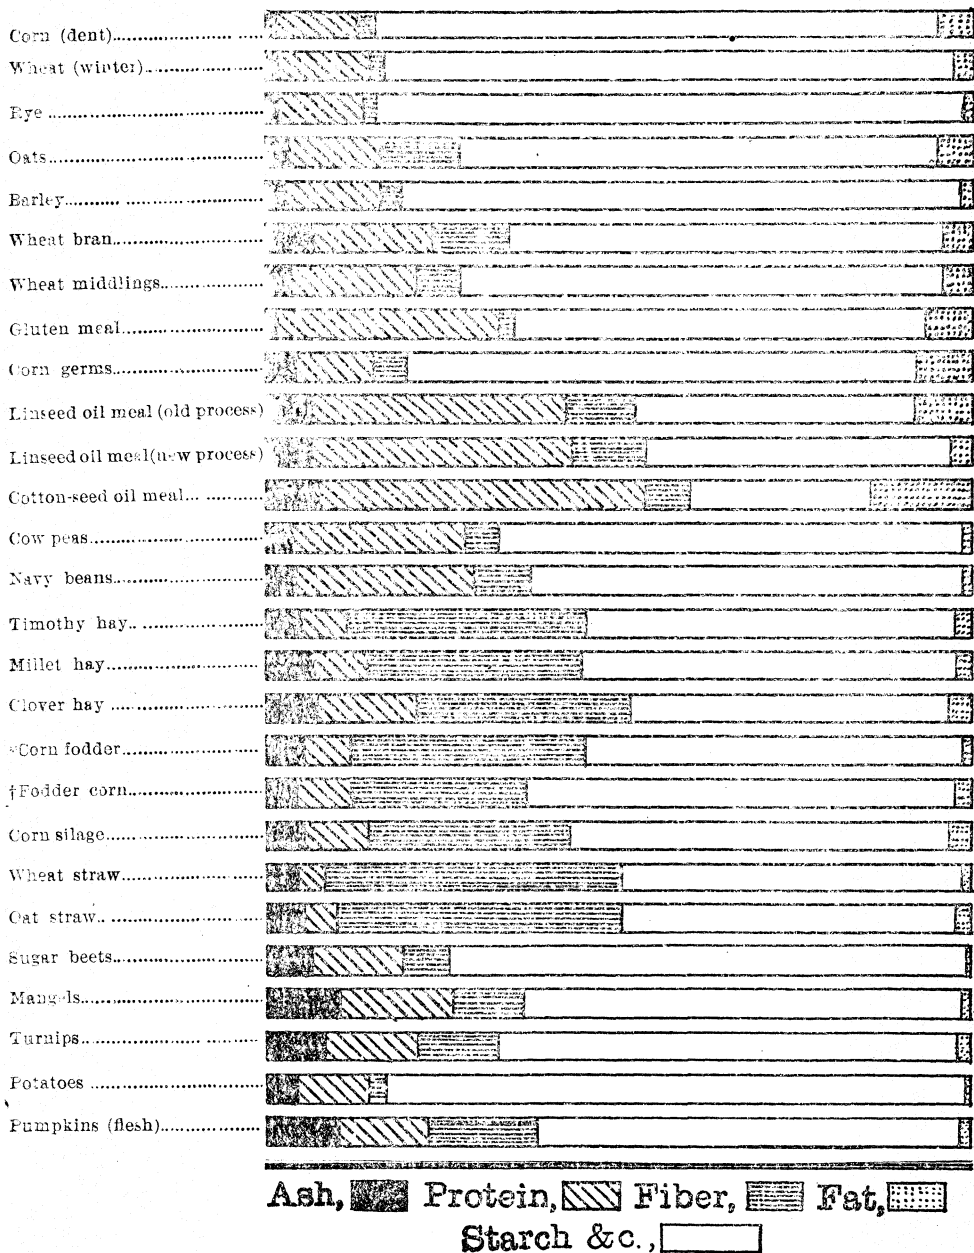 Corn (dent)
Wheat (winter)
Rye
Oats
Barley
Wheat bran
Wheat middlings
Gluten meal
Corn germs
Linseed oil meal (old process)
Linseed oil meal(new process)
Cotton-seed oil meal
Cow peas
Navy beans
Timothy hay
Millet hay
Clover hay
*Corn fodder
†Fodder corn
Corn silage
Wheat straw
Oat straw
Sugar beets
Mangels
Turnips
Potatoes
Pumpkins (flesh)
Ash, Protein, Fiber, Fat,
Starch &c.,